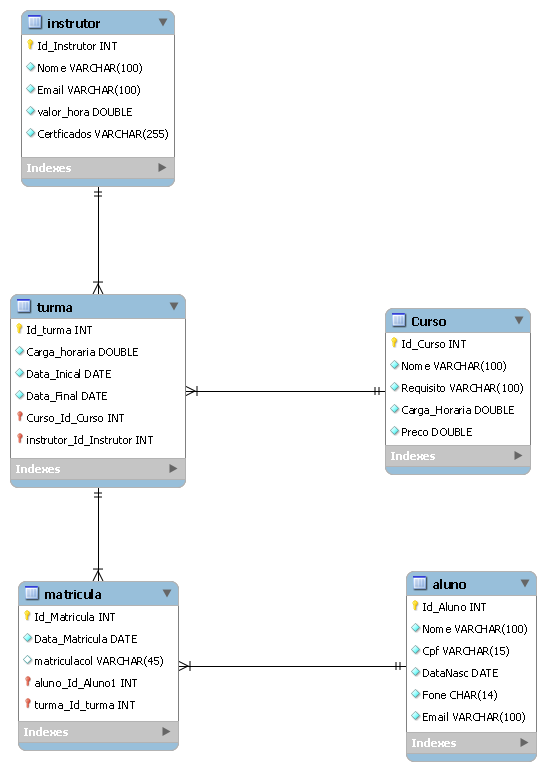 instrutor
Id_Instrutor INT
Nome VARCHAR(100)
Email VARCHAR(100)
valor_hora DOUBLE
Certficados VARCHAR(255)
Indexes
turma
Id_turma INT
Carga_horaria DOUBLE
Data_Inical DATE
Data_Final DATE
Curso_Id_Curso INT
instrutor_Id_Instrutor INT
Indexes
Curso
Id_Curso INT
Nome VARCHAR(100)
Requisito VARCHAR(100)
Carga_Horaria DOUBLE
Preco DOUBLE
Indexes
matricula
Id_Matricula INT
Data_Matricula DATE
matriculacol VARCHAR(45)
aluno_Id_Aluno1 INT
turma_Id_turma INT
Indexes
aluno
Id_Aluno INT
Nome VARCHAR(100)
Cpf VARCHAR(15)
DataNasc DATE
Fone CHAR(14)
Email VARCHAR(100)
Indexes